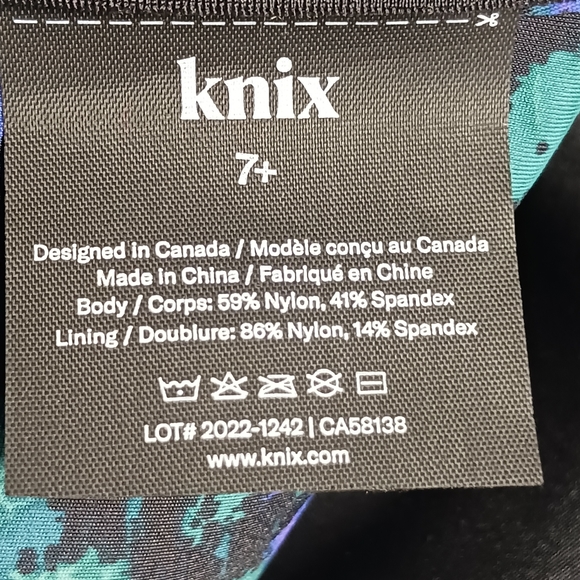 knix
7+
Designed in Canada / Modèle conçu au Canada
Made in China / Fabriqué en Chine
Body / Corps: 59% Nylon, 41% Spandex
Lining / Doublure: 86% Nylon, 14% Spandex
LOT# 2022-1242 | CA58138
www.knix.com